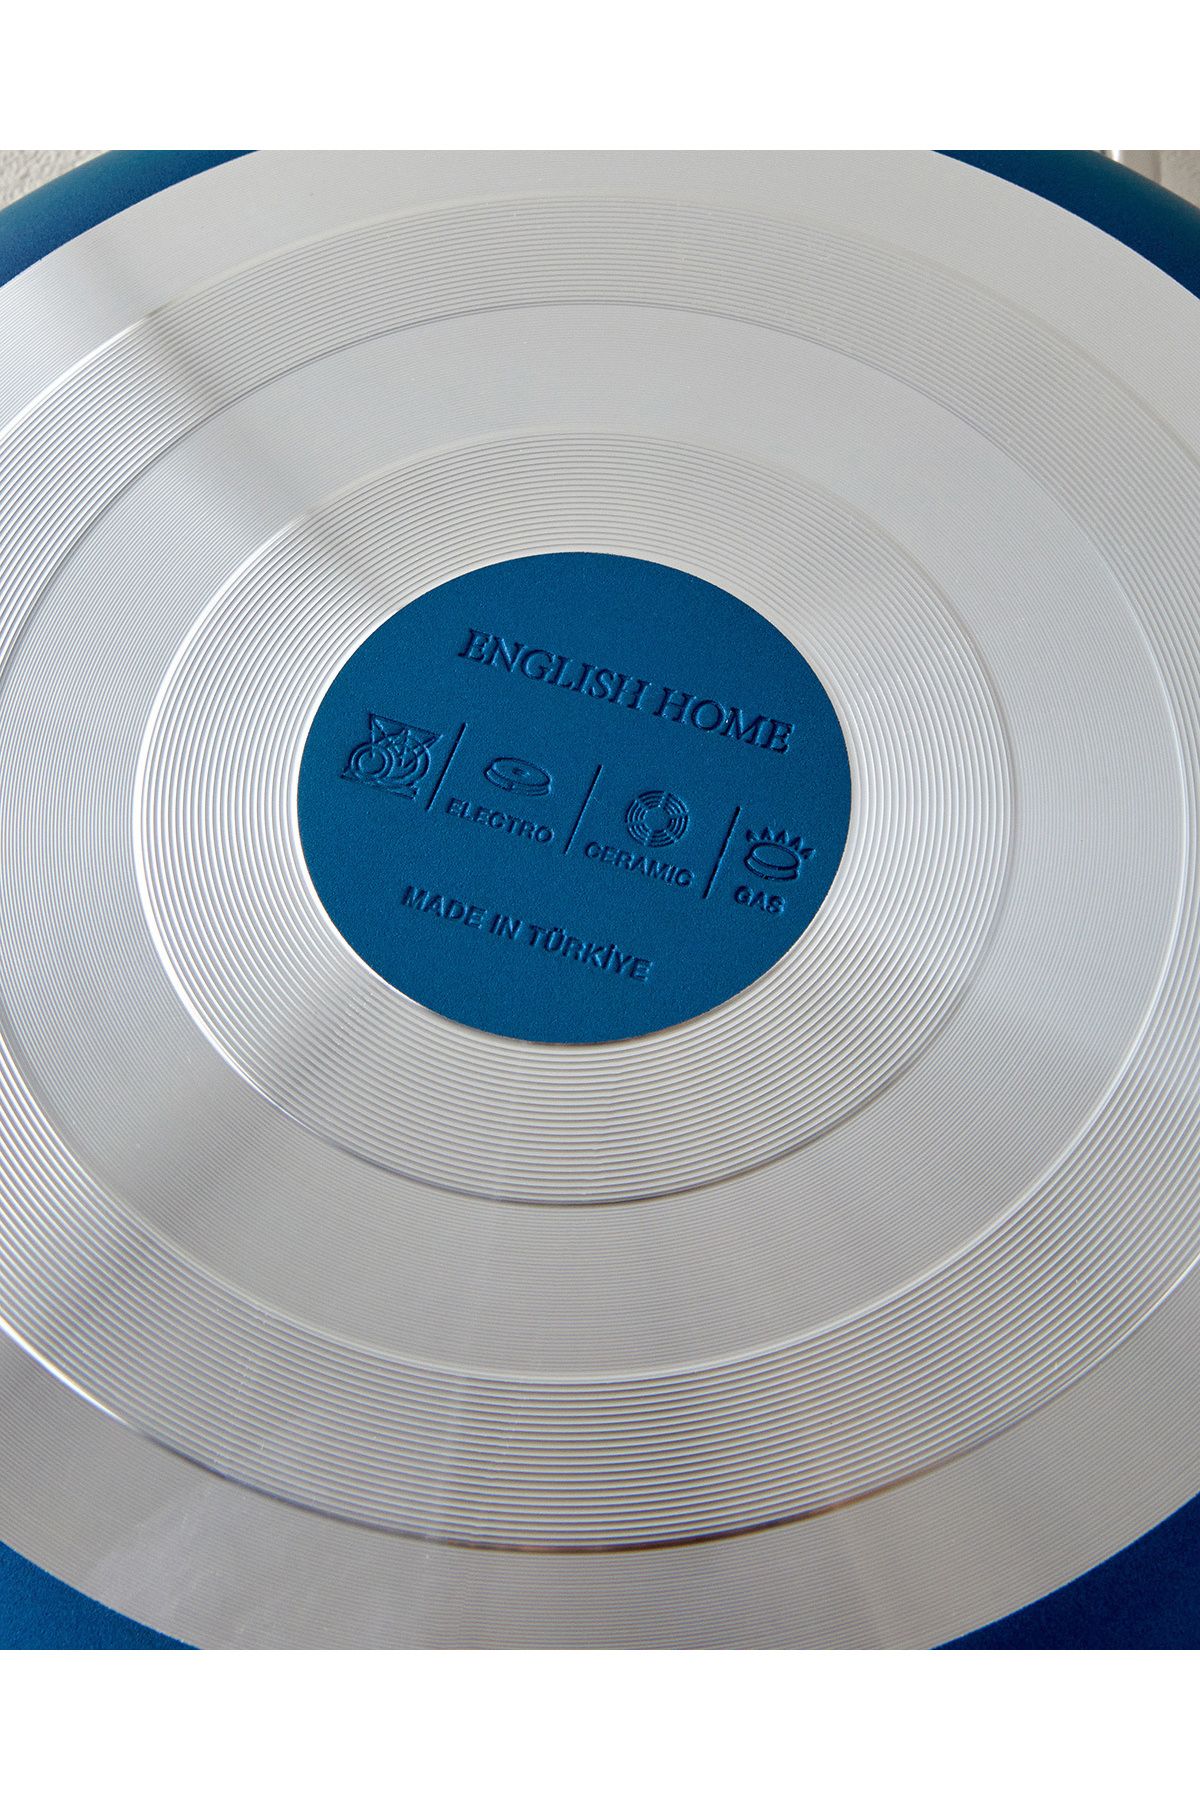 ENGLISH HOME
ELECTRO
CERAMIC
GAS
MADE IN TÜRKİYE